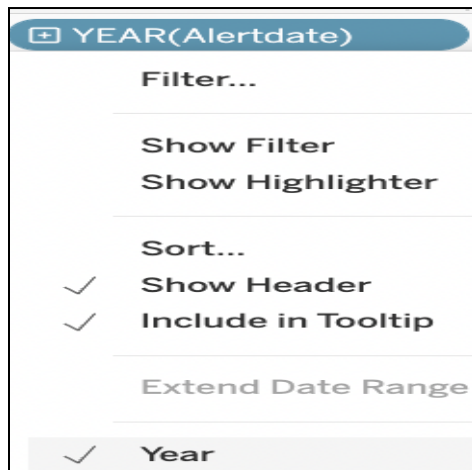 YEAR(Alertdate)
Filter...
Show Filter
Show Highlighter
Sort...
Show Header
Include in Tooltip
Extend Date Range
Year